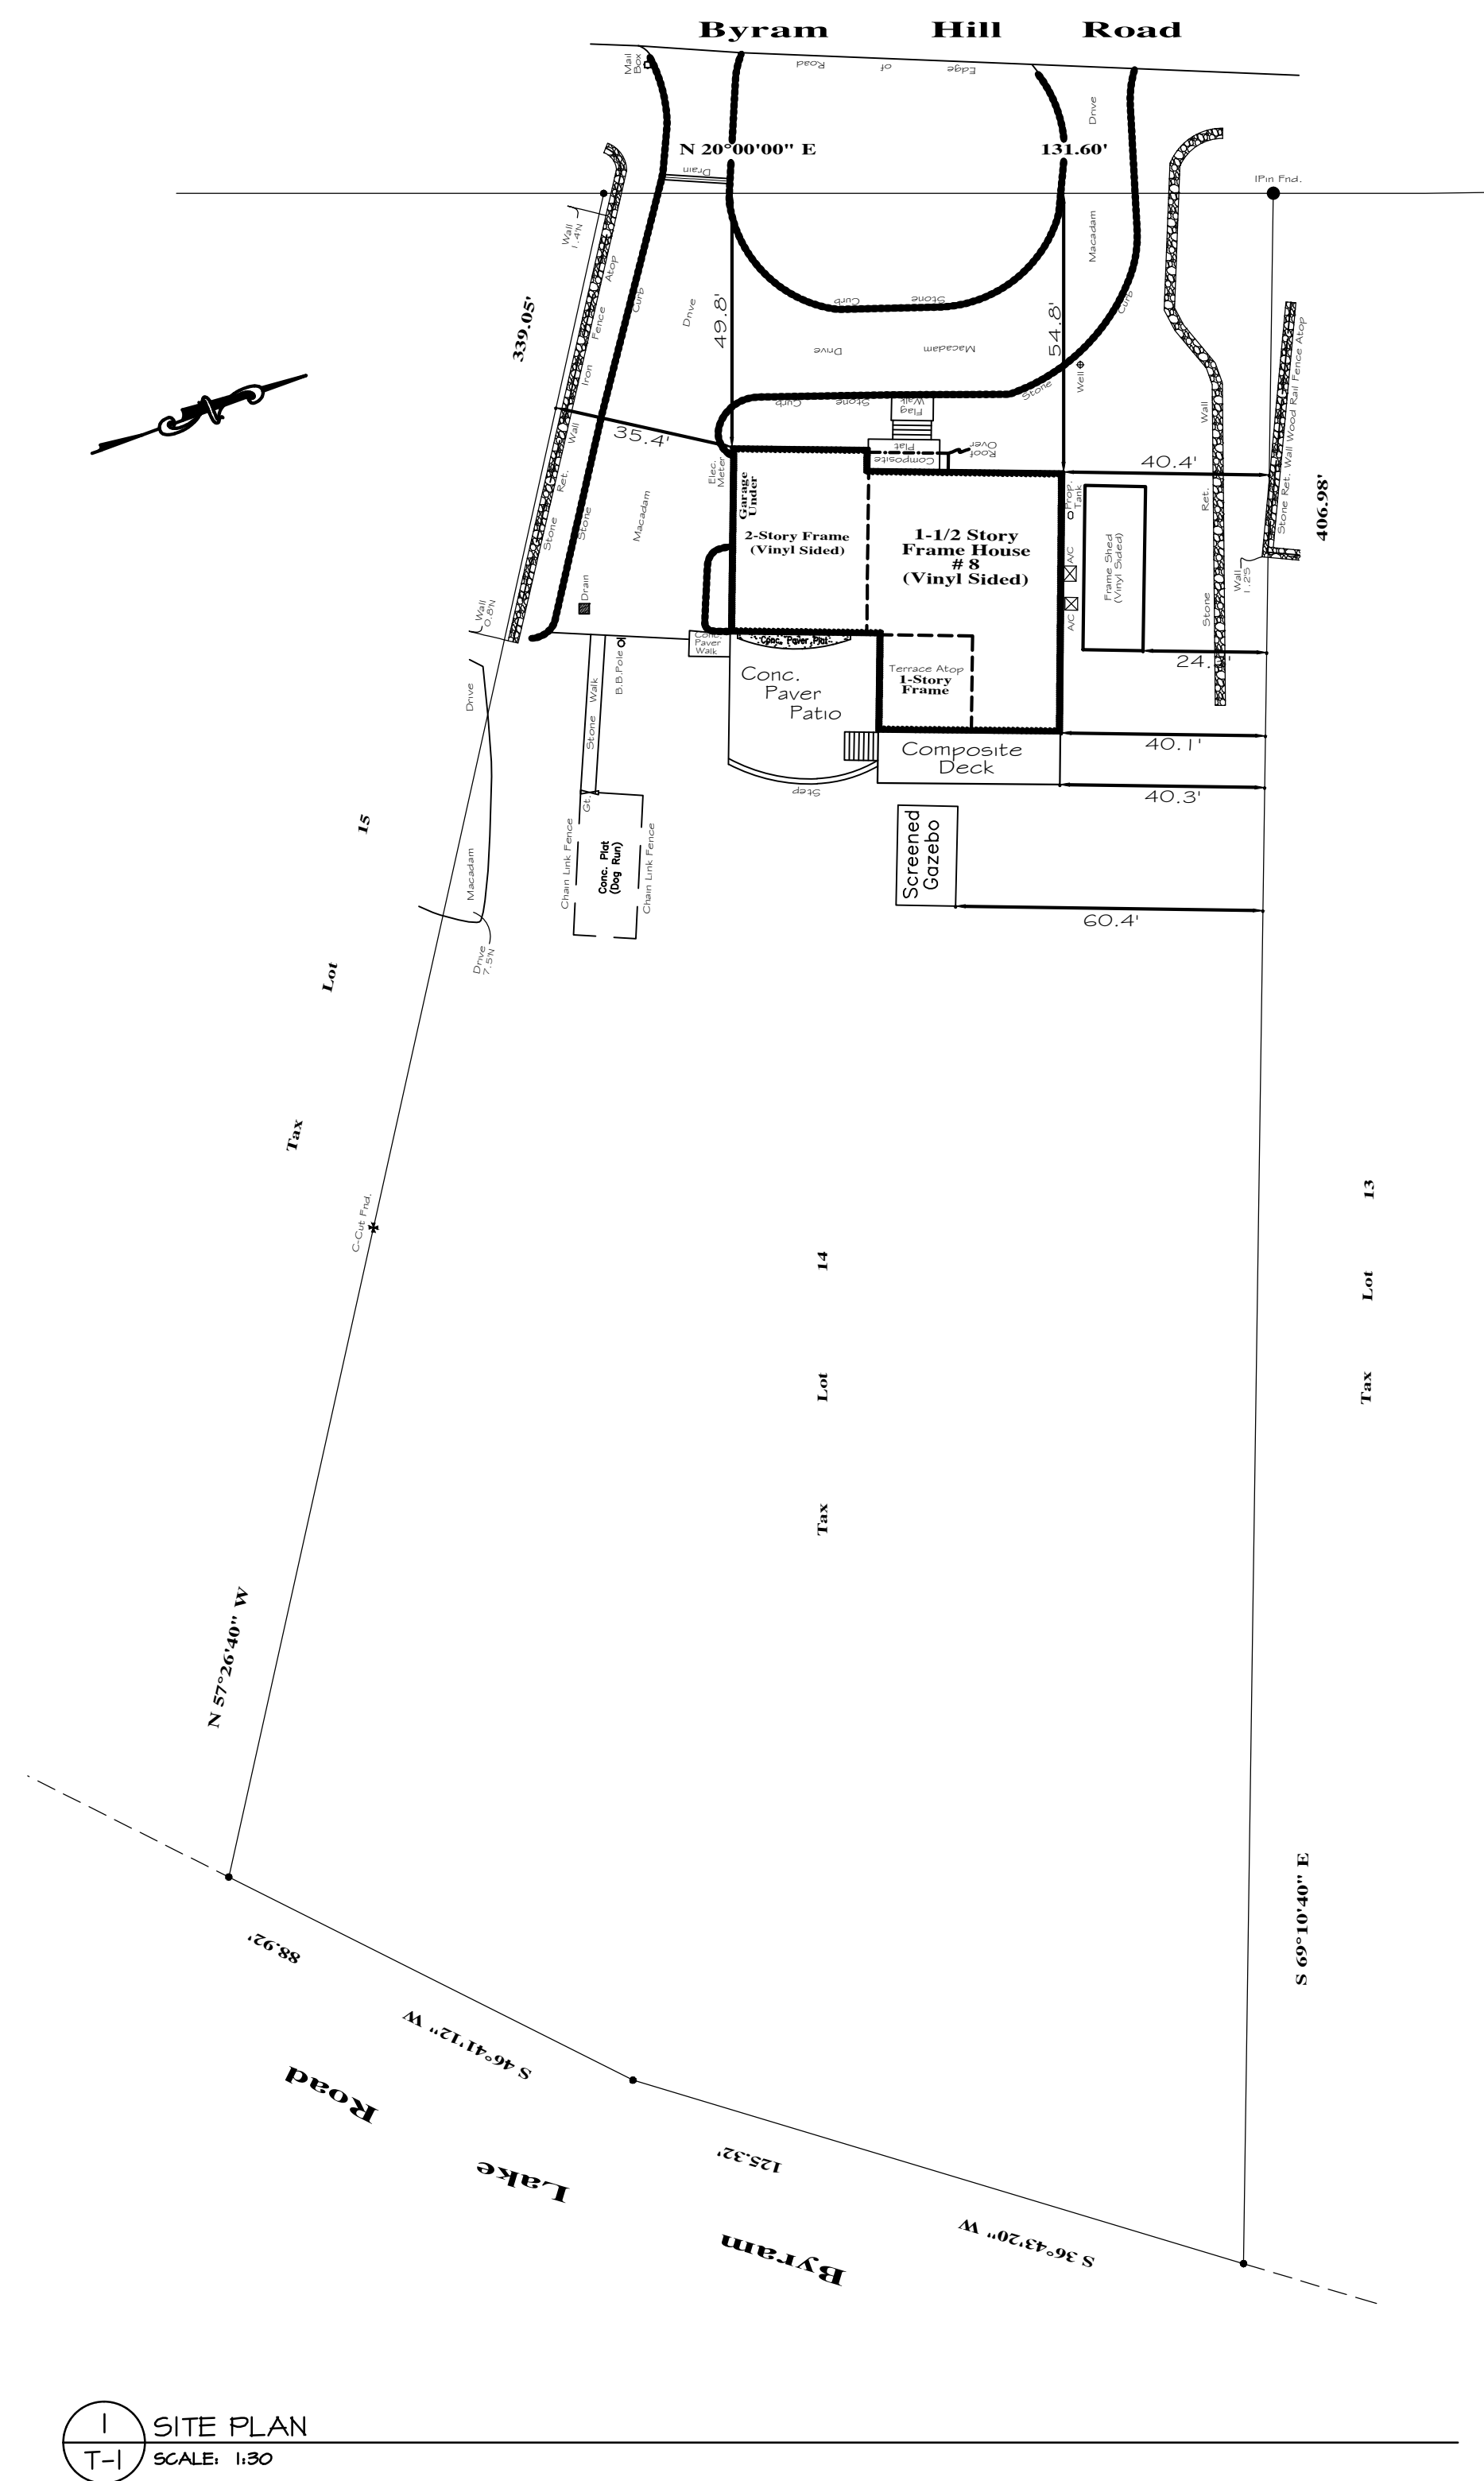 Byram Hill Road
Mail
Box
Edge of Road
Drive
N 20°00'00" E
131.60'
Drain
IPin Fnd.
Wall
1.4'N
Atop
Fence
Iron
Wall
Ret.
Stone
339.05'
Curb
Stone
Drive
Macadam
49.8'
54.8'
Stone Curb
Macadam Drive
Macadam
Curb
Stone
Well
Stone Curb
Flag
Walk
Composite
Plat
Roof
Over
35.4'
40.4'
Elec.
Meter
Garage
Under
2-Story Frame
(Vinyl Sided)
1-1/2 Story
Frame House
# 8
(Vinyl Sided)
Prop.
Tank
A/C
A/C
Frame Shed
(Vinyl Sided)
Stone Ret. Wall
Stone Ret. Wall Wood Rail Fence Atop
406.98'
Wall
1.2'S
Drain
Wall
0.8'N
Conc.
Paver
Walk
Conc. Paver Plat
B.B.Pole
Stone Walk
Conc.
Paver
Patio
Terrace Atop
1-Story
Frame
24.
Composite
Deck
40.1'
40.3'
Step
Gt.
Chain Link Fence
Conc. Plat
(Dog Run)
Chain Link Fence
Screened
Gazebo
60.4'
Macadam Drive
Drive
7.5'N
Tax Lot 15
C-Cut Fnd.
Tax Lot 14
Tax Lot 13
N 57°26'40" W
S 69°10'40" E
88.92'
S 46°41'12" W
125.32'
S 36°43'20" W
Byram Lake Road
1
T-1
SITE PLAN
SCALE: 1:30